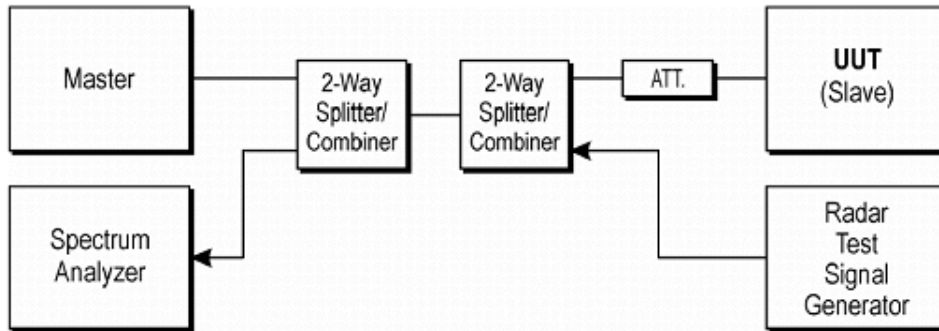 Master
2-Way
Splitter/
Combiner
2-Way
Splitter/
Combiner
ATT.
UUT
(Slave)
Spectrum
Analyzer
Radar
Test
Signal
Generator